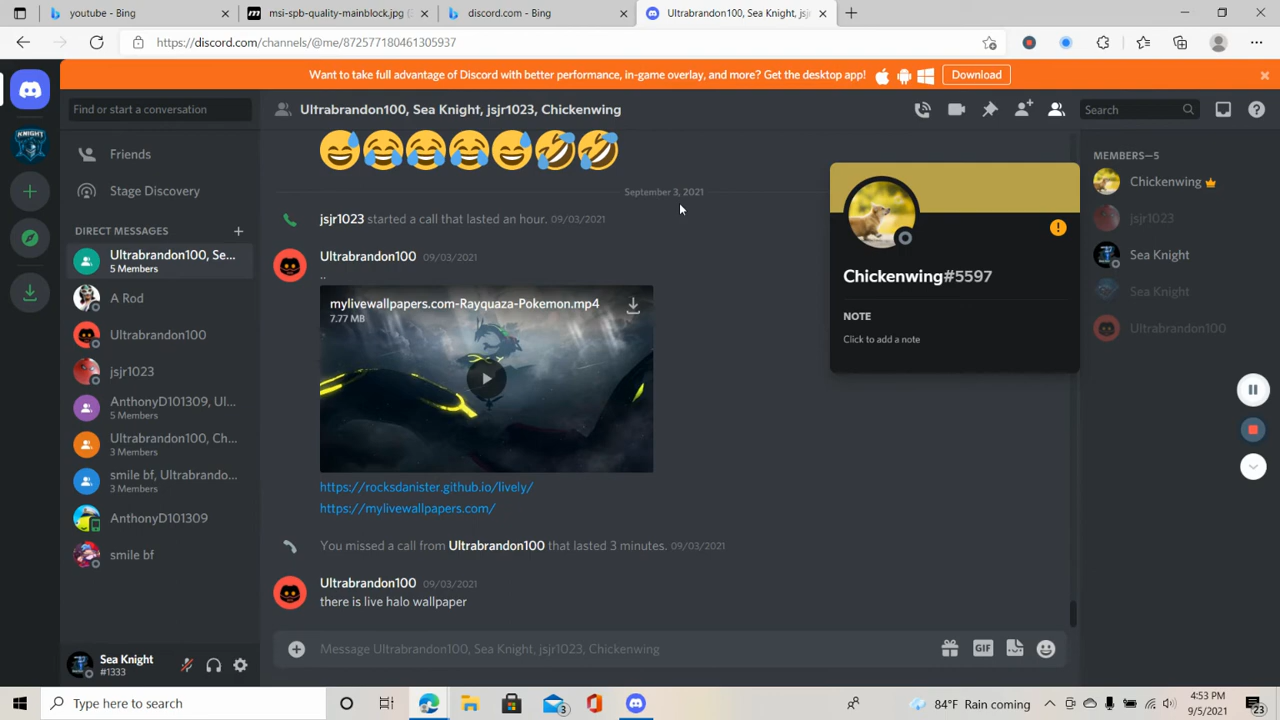 youtube - Bing
msi-spb-quality-mainblock.jpg (
discord.com - Bing
Ultrabrandon100, Sea Knight, jsj
https://discord.com/channels/@me/872577180461305937
Want to take full advantage of Discord with better performance, in-game overlay, and more? Get the desktop app!
Download
Find or start a conversation
Ultrabrandon100, Sea Knight, jsjr1023, Chickenwing
Search
KNIGHT
Friends
Stage Discovery
DIRECT MESSAGES
Ultrabrandon100, Se...
5 Members
A Rod
Ultrabrandon100
jsjr1023
AnthonyD101309, Ul...
5 Members
Ultrabrandon100, Ch...
3 Members
smile bf, Ultrabrando...
3 Members
AnthonyD101309
smile bf
Sea Knight
#1333
September 3, 2021
jsjr1023 started a call that lasted an hour. 09/03/2021
Ultrabrandon100 09/03/2021
..
mylivewallpapers.com-Rayquaza-Pokemon.mp4
7.77 MB
https://rocksdanister.github.io/lively/
https://mylivewallpapers.com/
You missed a call from Ultrabrandon100 that lasted 3 minutes. 09/03/2021
Ultrabrandon100 09/03/2021
there is live halo wallpaper
Message Ultrabrandon100, Sea Knight, jsjr1023, Chickenwing
GIF
Chickenwing#5597
NOTE
Click to add a note
MEMBERS—5
Chickenwing
jsjr1023
Sea Knight
Sea Knight
Ultrabrandon100
Type here to search
3
84°F Rain coming
4:53 PM
9/5/2021
23